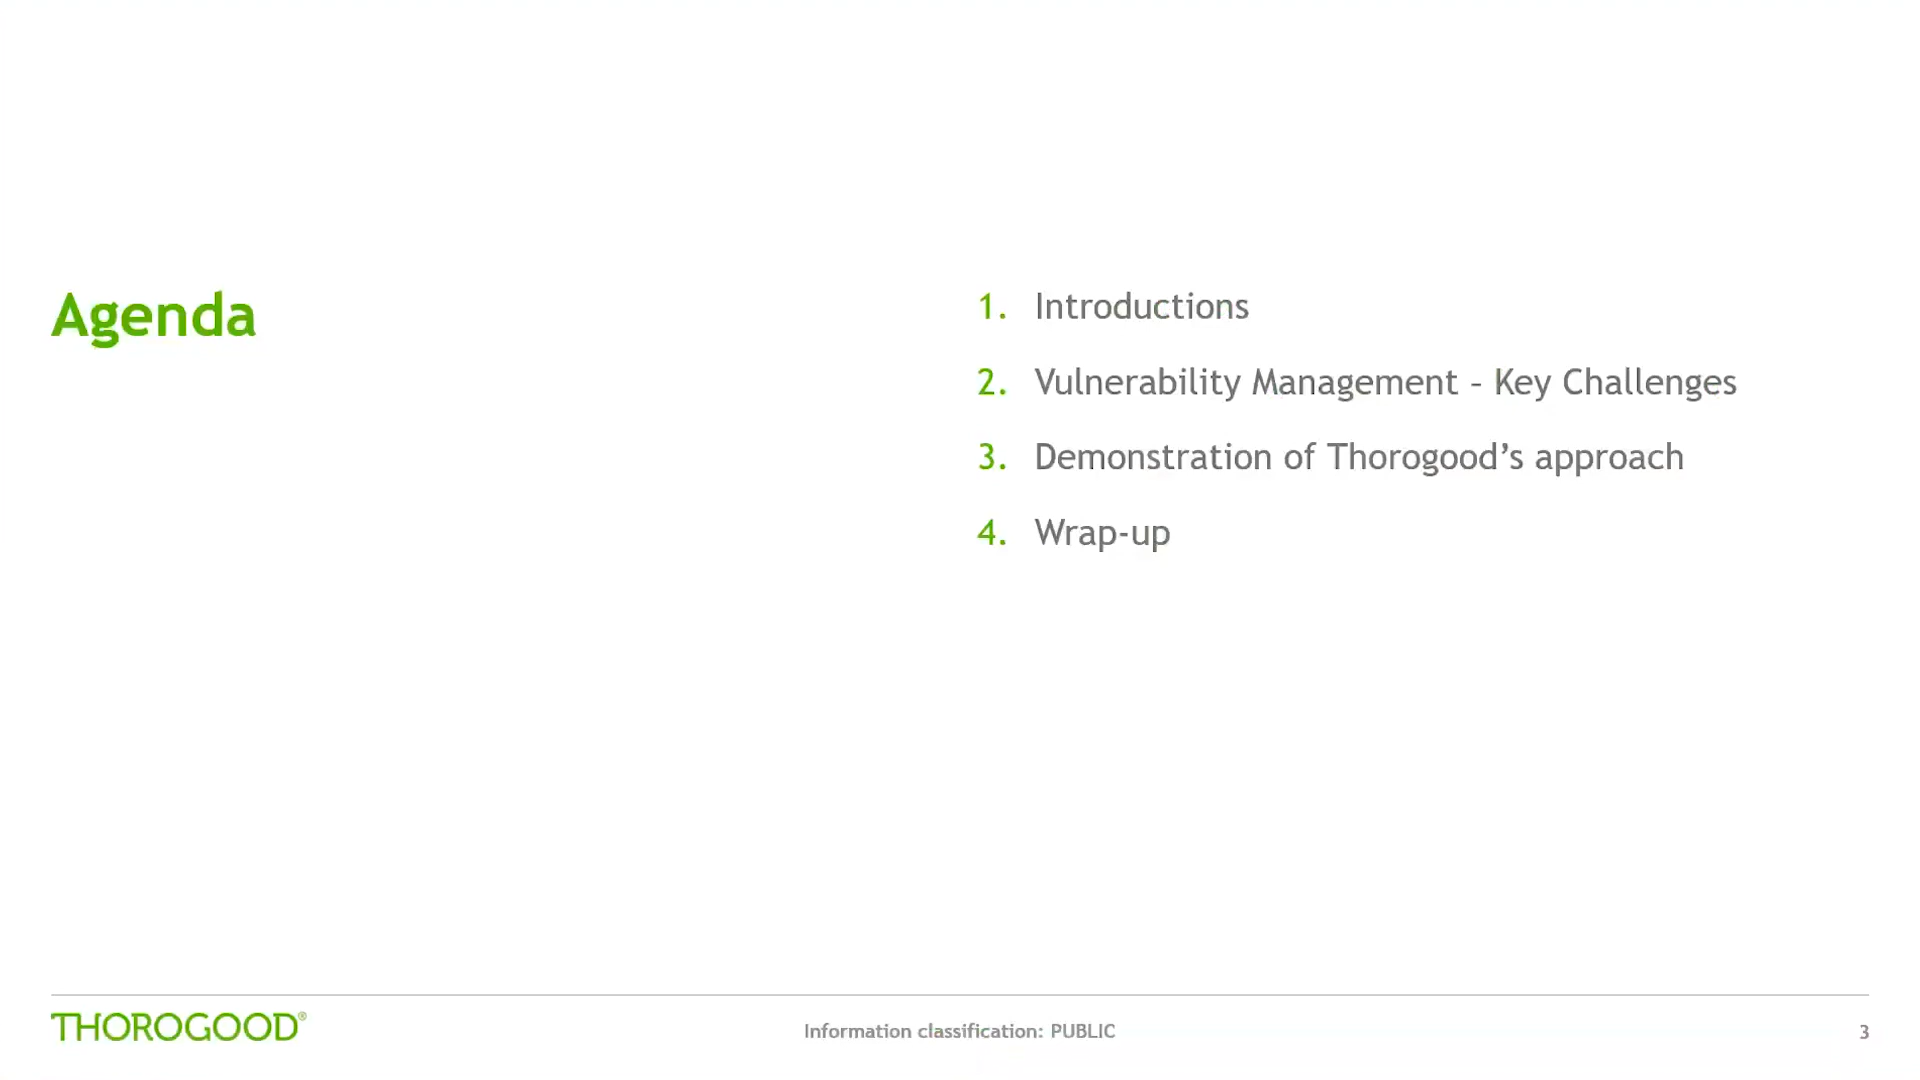 Agenda
1. Introductions
2. Vulnerability Management – Key Challenges
3. Demonstration of Thorogood’s approach
4. Wrap-up
THOROGOOD®
Information classification: PUBLIC
3